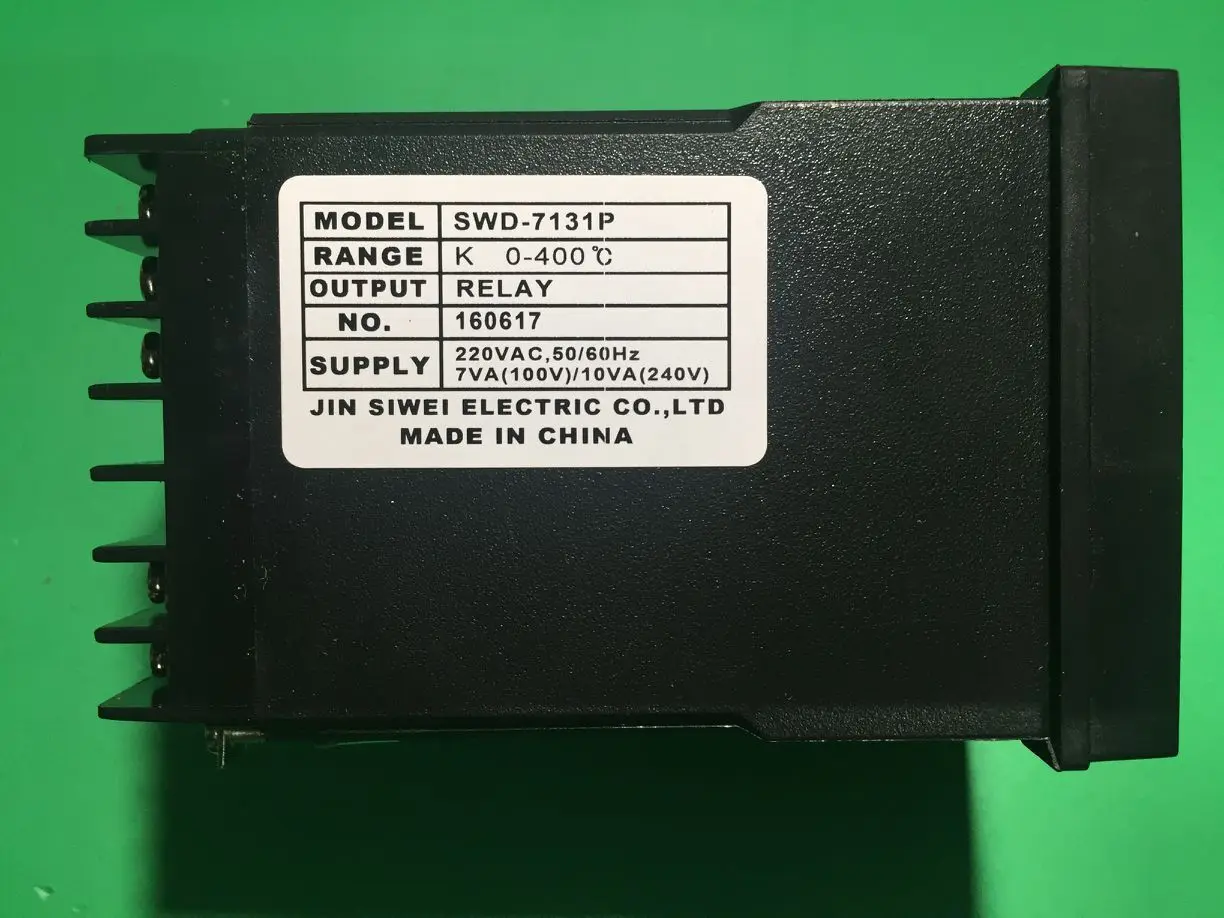 MODEL SWD-7131P
RANGE K 0-400℃
OUTPUT RELAY
NO. 160617
SUPPLY 220VAC,50/60Hz
7VA(100V)/10VA(240V)
JIN SIWEI ELECTRIC CO.,LTD
MADE IN CHINA